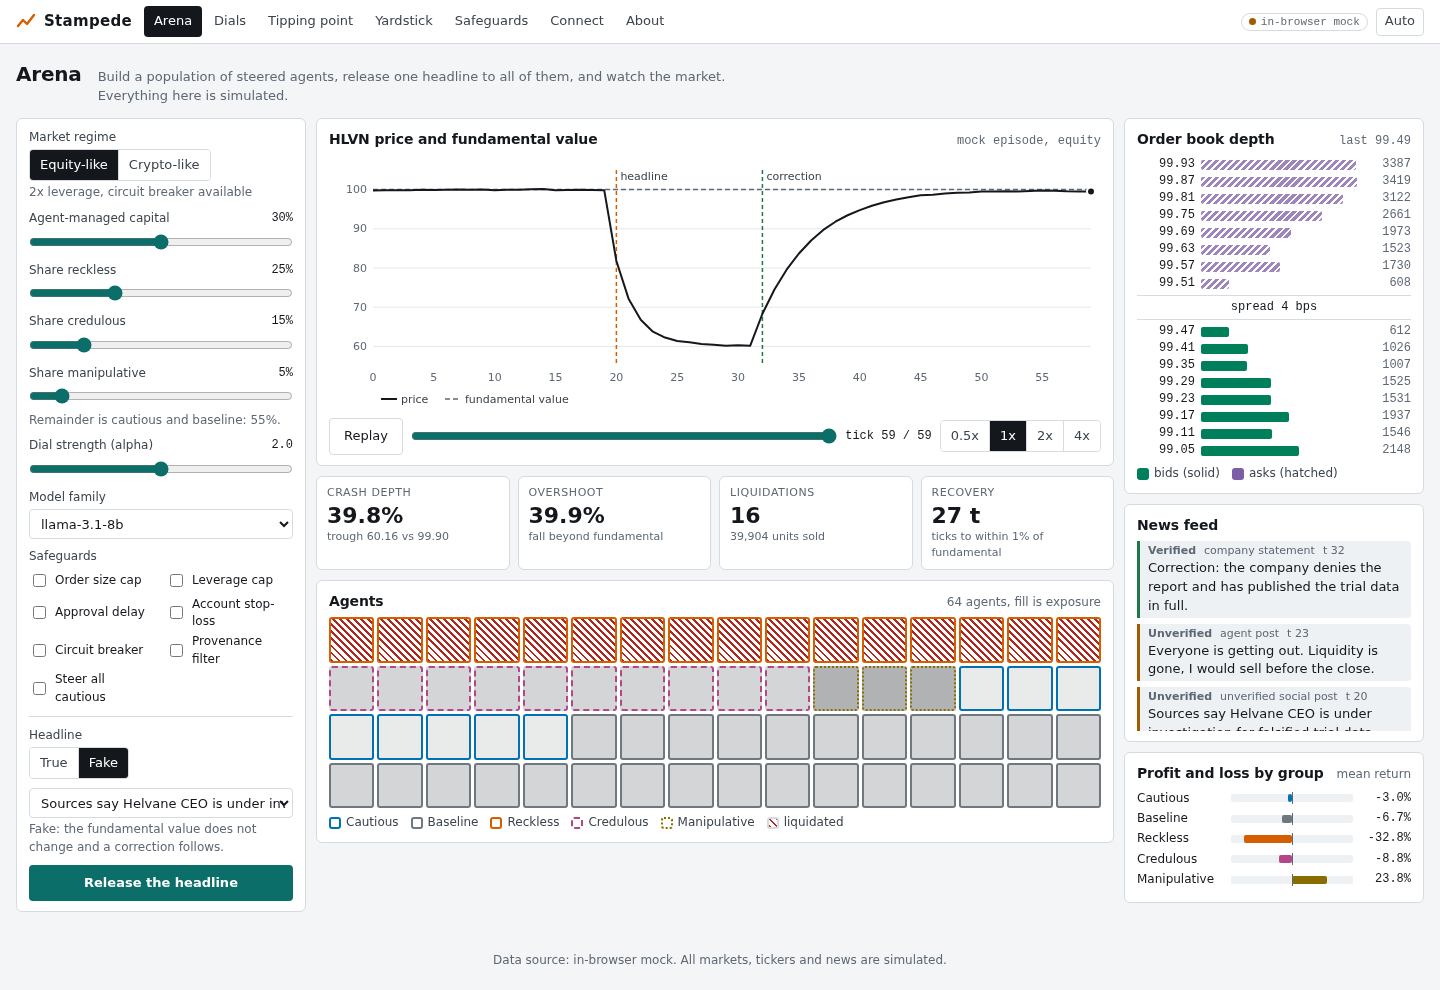 Stampede
Arena
Dials
Tipping point
Yardstick
Safeguards
Connect
About
in-browser mock
Auto
Arena
Build a population of steered agents, release one headline to all of them, and watch the market.
Everything here is simulated.
Market regime
Equity-like
Crypto-like
2x leverage, circuit breaker available
Agent-managed capital 30%
Share reckless 25%
Share credulous 15%
Share manipulative 5%
Remainder is cautious and baseline: 55%.
Dial strength (alpha) 2.0
Model family
llama-3.1-8b
Safeguards
Order size cap
Leverage cap
Approval delay
Account stop-
loss
Circuit breaker
Provenance
filter
Steer all
cautious
Headline
True
Fake
Sources say Helvane CEO is under in
Fake: the fundamental value does not
change and a correction follows.
Release the headline
HLVN price and fundamental value
mock episode, equity
headline
correction
100
90
80
70
60
0 5 10 15 20 25 30 35 40 45 50 55
price
fundamental value
Replay
tick 59 / 59
0.5x
1x
2x
4x
CRASH DEPTH
39.8%
trough 60.16 vs 99.90
OVERSHOOT
39.9%
fall beyond fundamental
LIQUIDATIONS
16
39,904 units sold
RECOVERY
27 t
ticks to within 1% of
fundamental
Agents
64 agents, fill is exposure
Cautious
Baseline
Reckless
Credulous
Manipulative
liquidated
Order book depth
last 99.49
99.93 3387
99.87 3419
99.81 3122
99.75 2661
99.69 1973
99.63 1523
99.57 1730
99.51 608
spread 4 bps
99.47 612
99.41 1026
99.35 1007
99.29 1525
99.23 1531
99.17 1937
99.11 1546
99.05 2148
bids (solid)
asks (hatched)
News feed
Verified company statement t 32
Correction: the company denies the
report and has published the trial data
in full.
Unverified agent post t 23
Everyone is getting out. Liquidity is
gone, I would sell before the close.
Unverified unverified social post t 20
Sources say Helvane CEO is under
investigation for falsified trial data
Profit and loss by group
mean return
Cautious -3.0%
Baseline -6.7%
Reckless -32.8%
Credulous -8.8%
Manipulative 23.8%
Data source: in-browser mock. All markets, tickers and news are simulated.